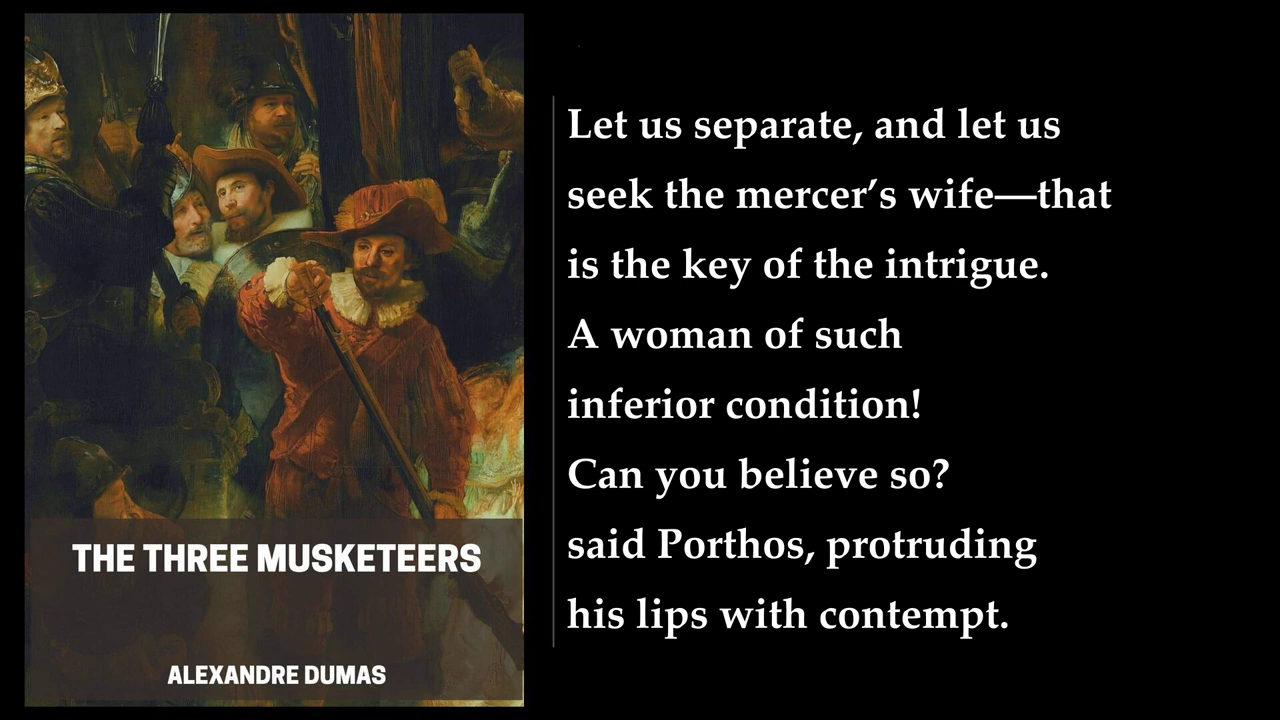 THE THREE MUSKETEERS
ALEXANDRE DUMAS
Let us separate, and let us
seek the mercer’s wife—that
is the key of the intrigue.
A woman of such
inferior condition!
Can you believe so?
said Porthos, protruding
his lips with contempt.